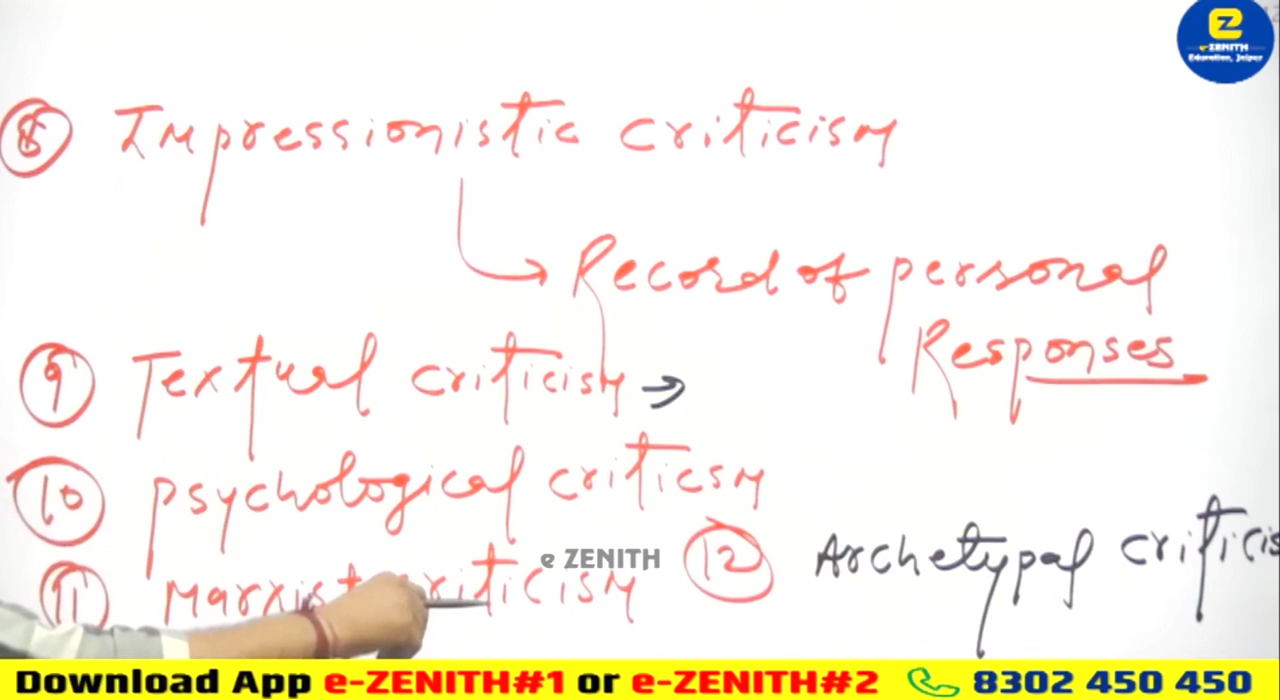 e
Z
e-ZENITH
Education, Jaipur
8 Impressionistic criticism
Record of personal
Responses
9 Textual criticism →
10 psychological criticsm
e ZENITH
11 Marxist criticism 12 Archetypal criticis
Download App e-ZENITH#1 or e-ZENITH#2 8302 450 450